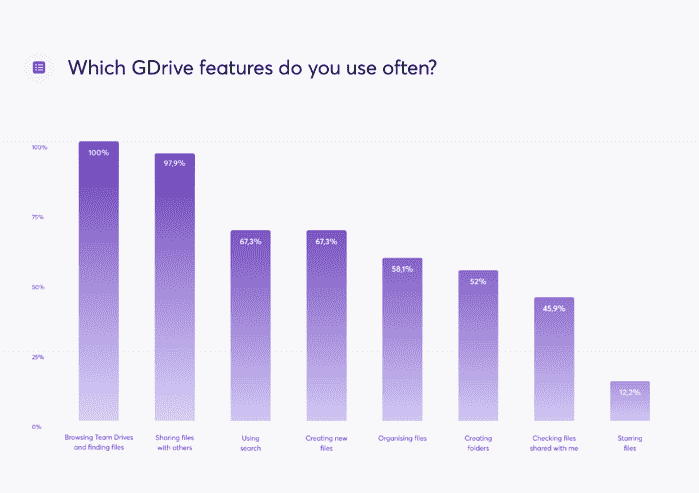 Which GDrive features do you use often?
100%
75%
50%
25%
0%
100%
97,9%
67,3%
67,3%
58,1%
52%
45,9%
12,2%
Browsing Team Drives
and finding files
Sharing files
with others
Using
search
Creating new
files
Organising files
Creating
folders
Checking files
shared with me
Starring
files